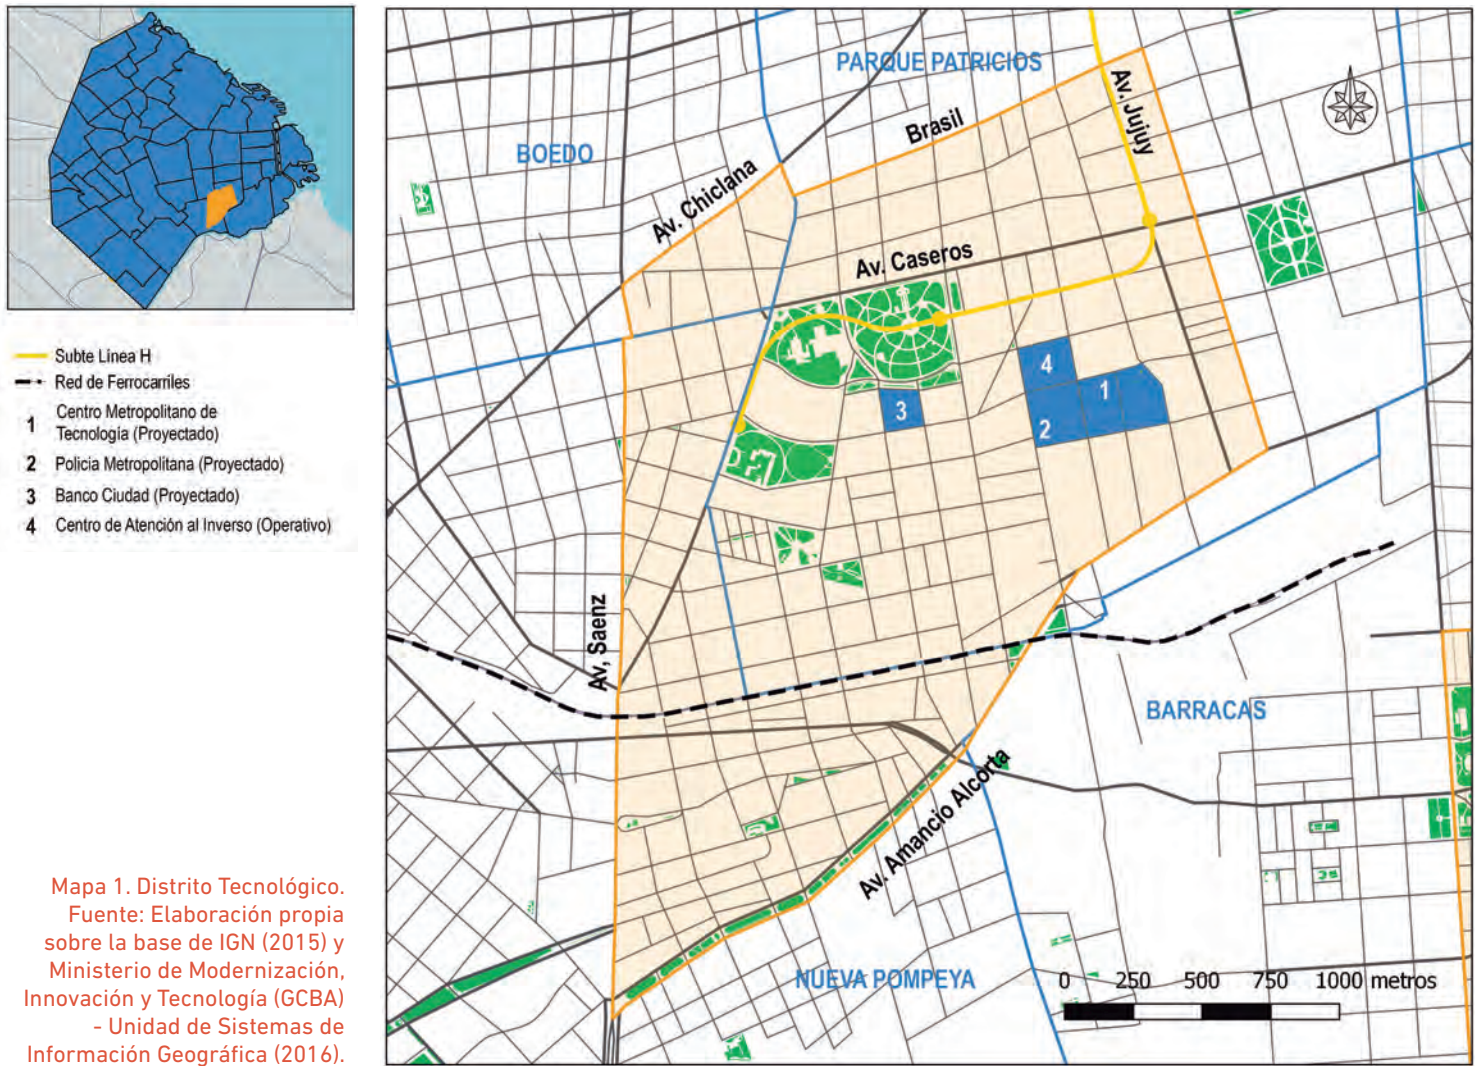 Subte Linea H
Red de Ferrocarriles
1 Centro Metropolitano de
Tecnología (Proyectado)
2 Policia Metropolitana (Proyectado)
3 Banco Ciudad (Proyectado)
4 Centro de Atención al Inverso (Operativo)
Mapa 1. Distrito Tecnológico.
Fuente: Elaboración propia
sobre la base de IGN (2015) y
Ministerio de Modernización,
Innovación y Tecnología (GCBA)
- Unidad de Sistemas de
Información Geográfica (2016).
PARQUE PATRICIOS
BOEDO
Brasil
Av. Jujuy
Av. Chiclana
Av. Caseros
4
1
3
2
Av, Saenz
BARRACAS
Av. Amancio Alcorta
NUEVA POMPEYA
0 250 500 750 1000 metros